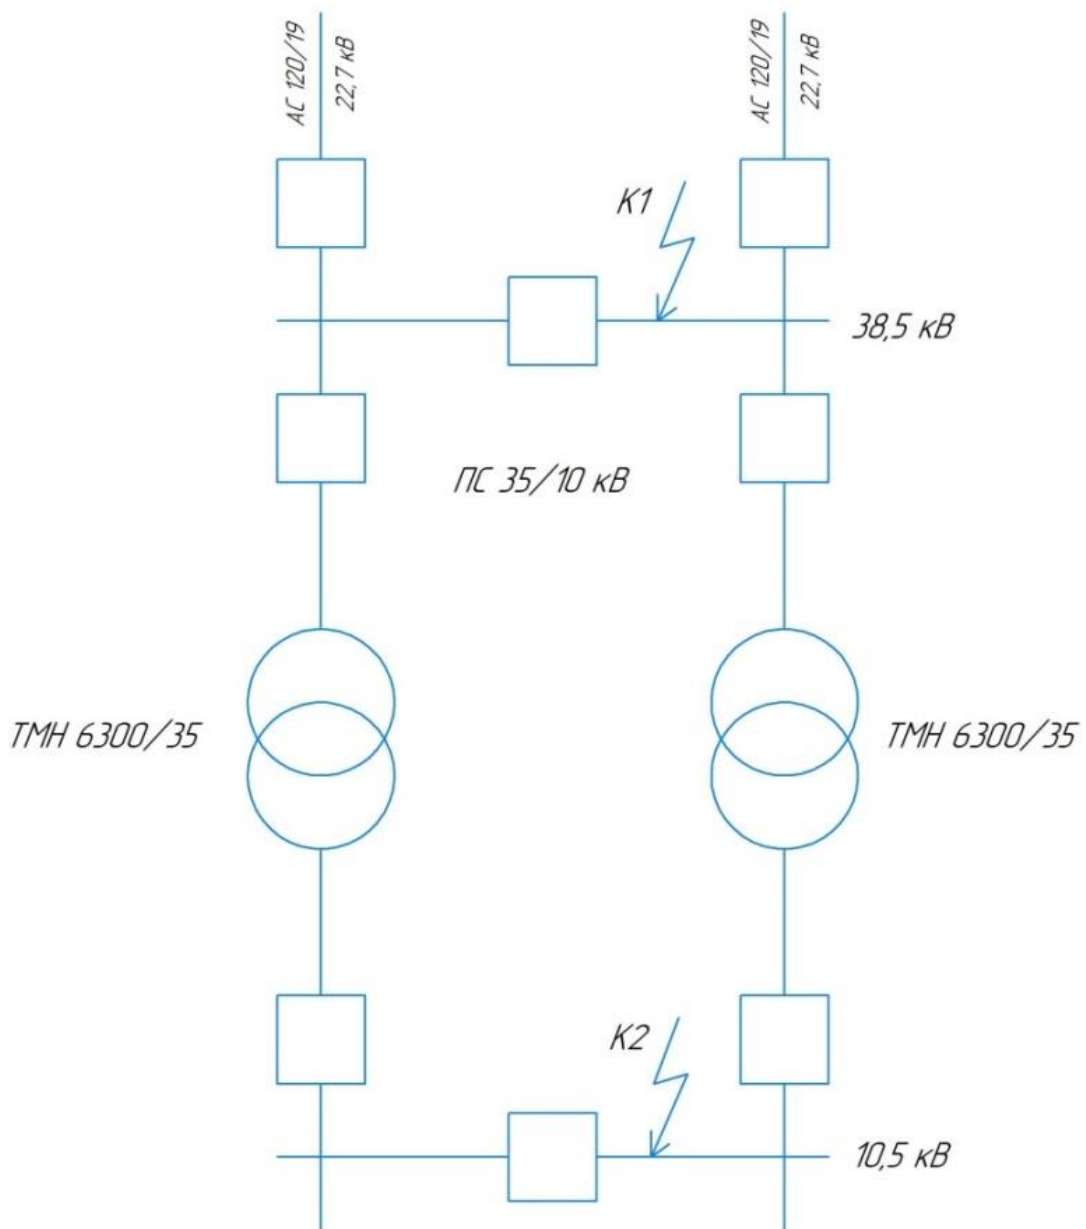 АС 120/19
22,7 кВ
АС 120/19
22,7 кВ
К1
38,5 кВ
ПС 35/10 кВ
ТМН 6300/35
ТМН 6300/35
К2
10,5 кВ